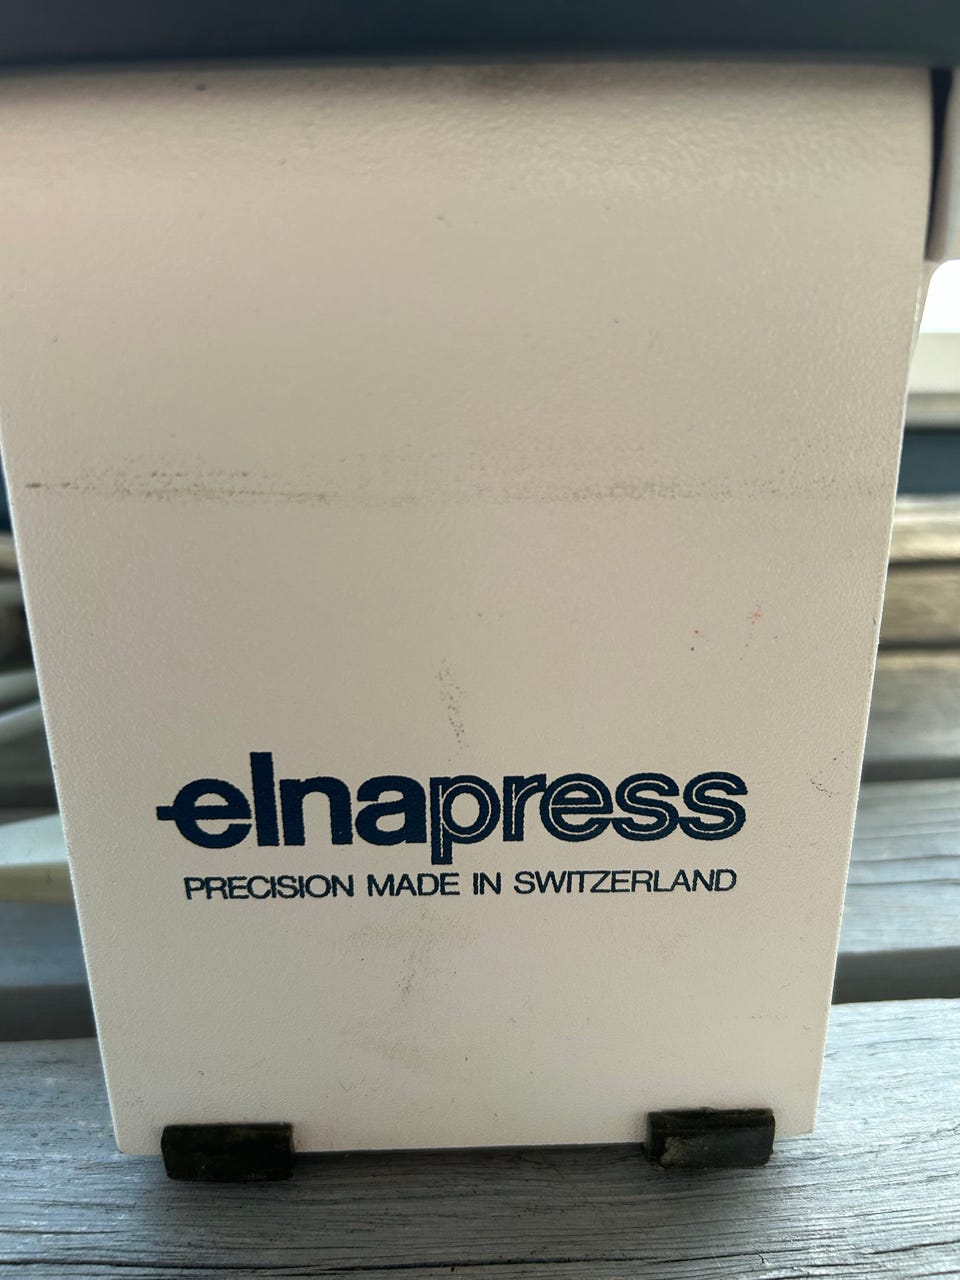 elnapress
PRECISION MADE IN SWITZERLAND